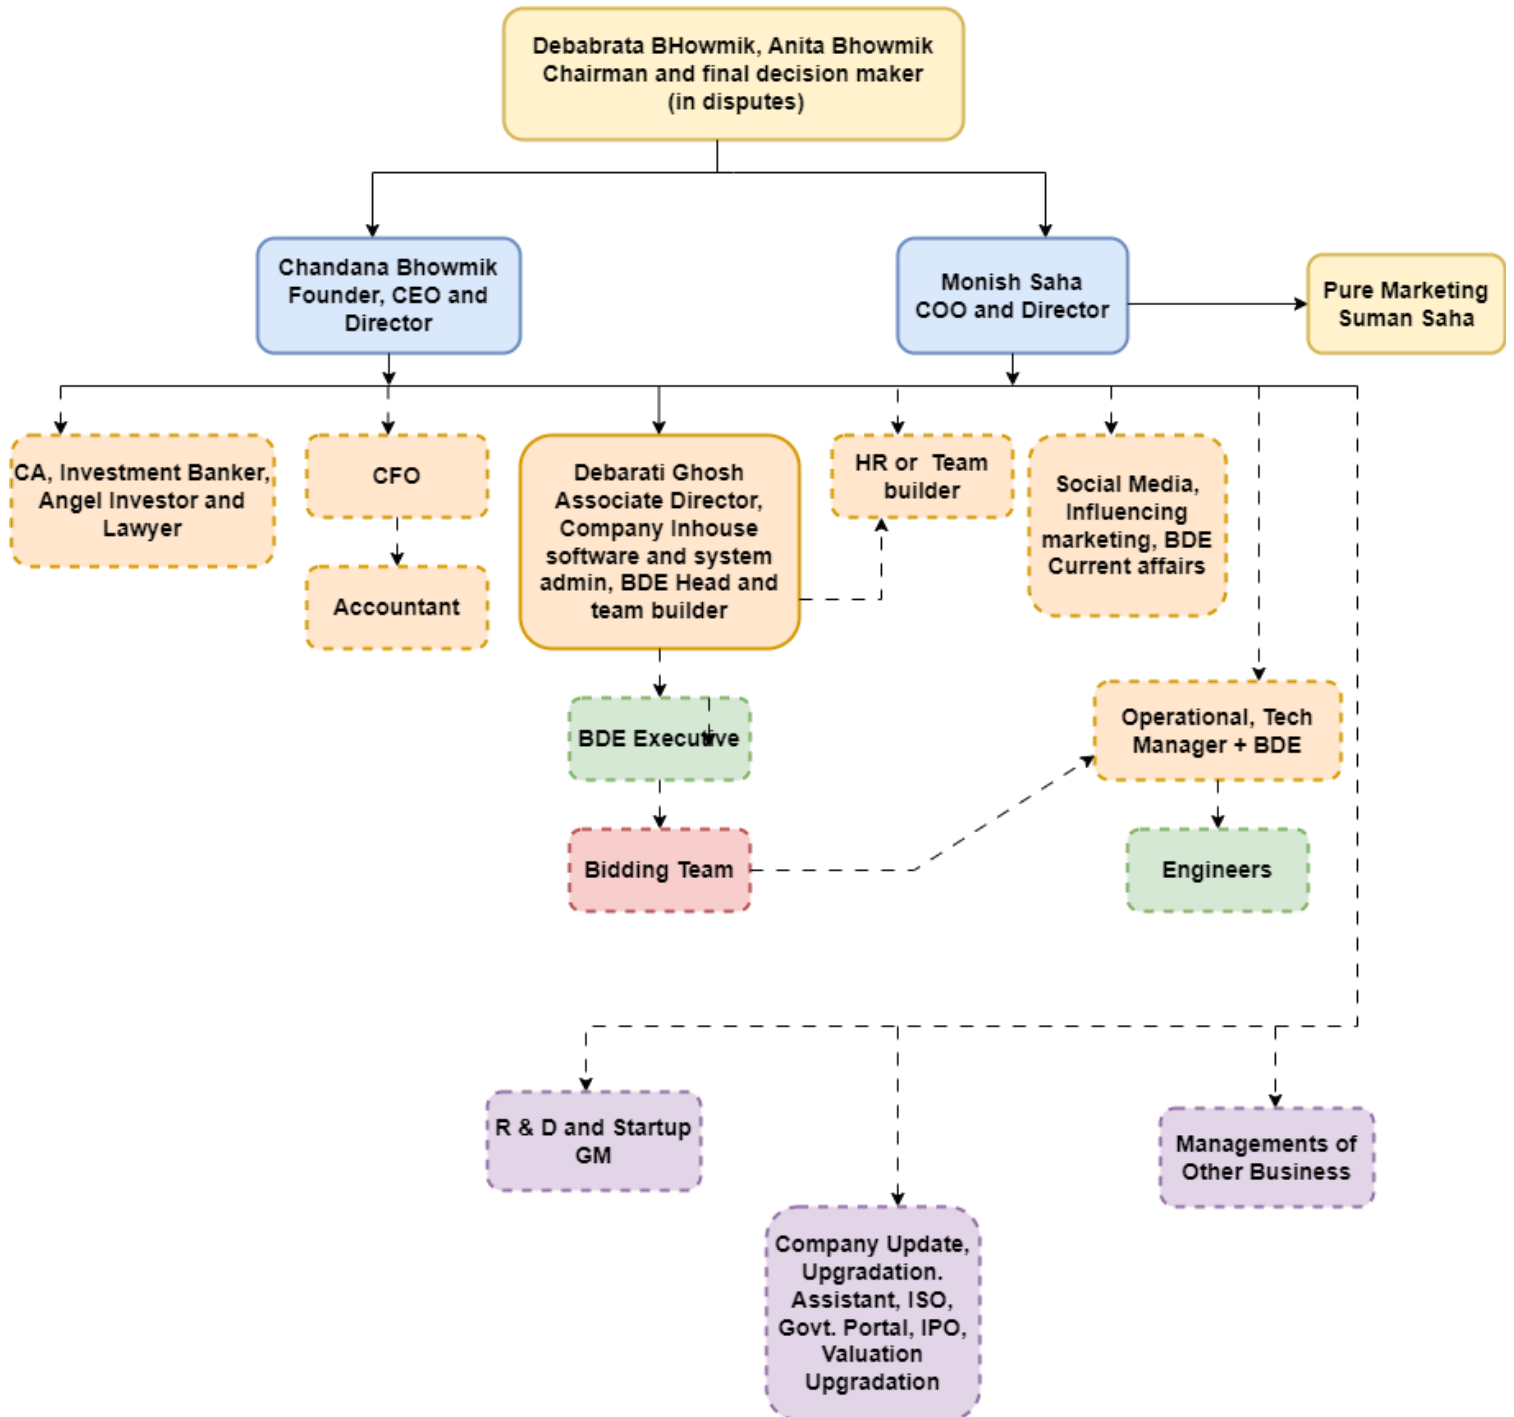 Debabrata BHowmik, Anita Bhowmik
Chairman and final decision maker
(in disputes)
Chandana Bhowmik
Founder, CEO and
Director
Monish Saha
COO and Director
Pure Marketing
Suman Saha
CA, Investment Banker,
Angel Investor and
Lawyer
CFO
Accountant
Debarati Ghosh
Associate Director,
Company Inhouse
software and system
admin, BDE Head and
team builder
HR or Team
builder
Social Media,
Influencing
marketing, BDE
Current affairs
BDE Executive
Operational, Tech
Manager + BDE
Bidding Team
Engineers
R & D and Startup
GM
Managements of
Other Business
Company Update,
Upgradation.
Assistant, ISO,
Govt. Portal, IPO,
Valuation
Upgradation